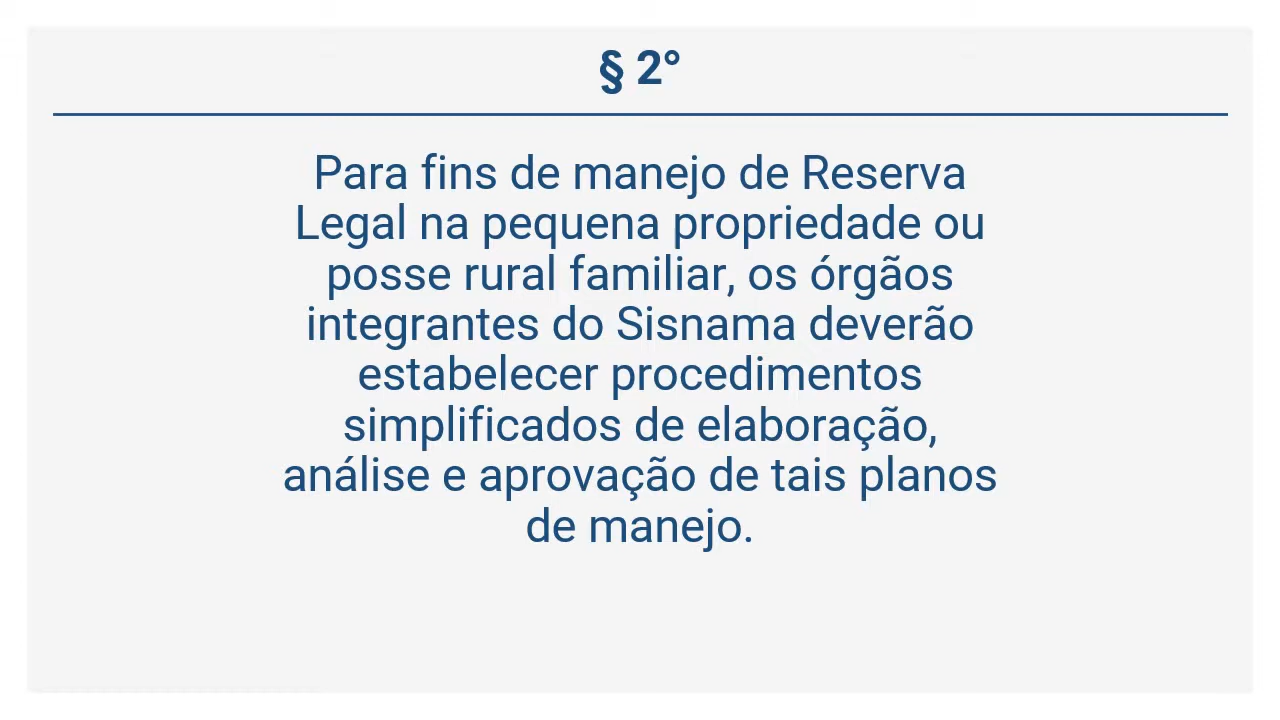 § 2°
Para fins de manejo de Reserva
Legal na pequena propriedade ou
posse rural familiar, os órgãos
integrantes do Sisnama deverão
estabelecer procedimentos
simplificados de elaboração,
análise e aprovação de tais planos
de manejo.